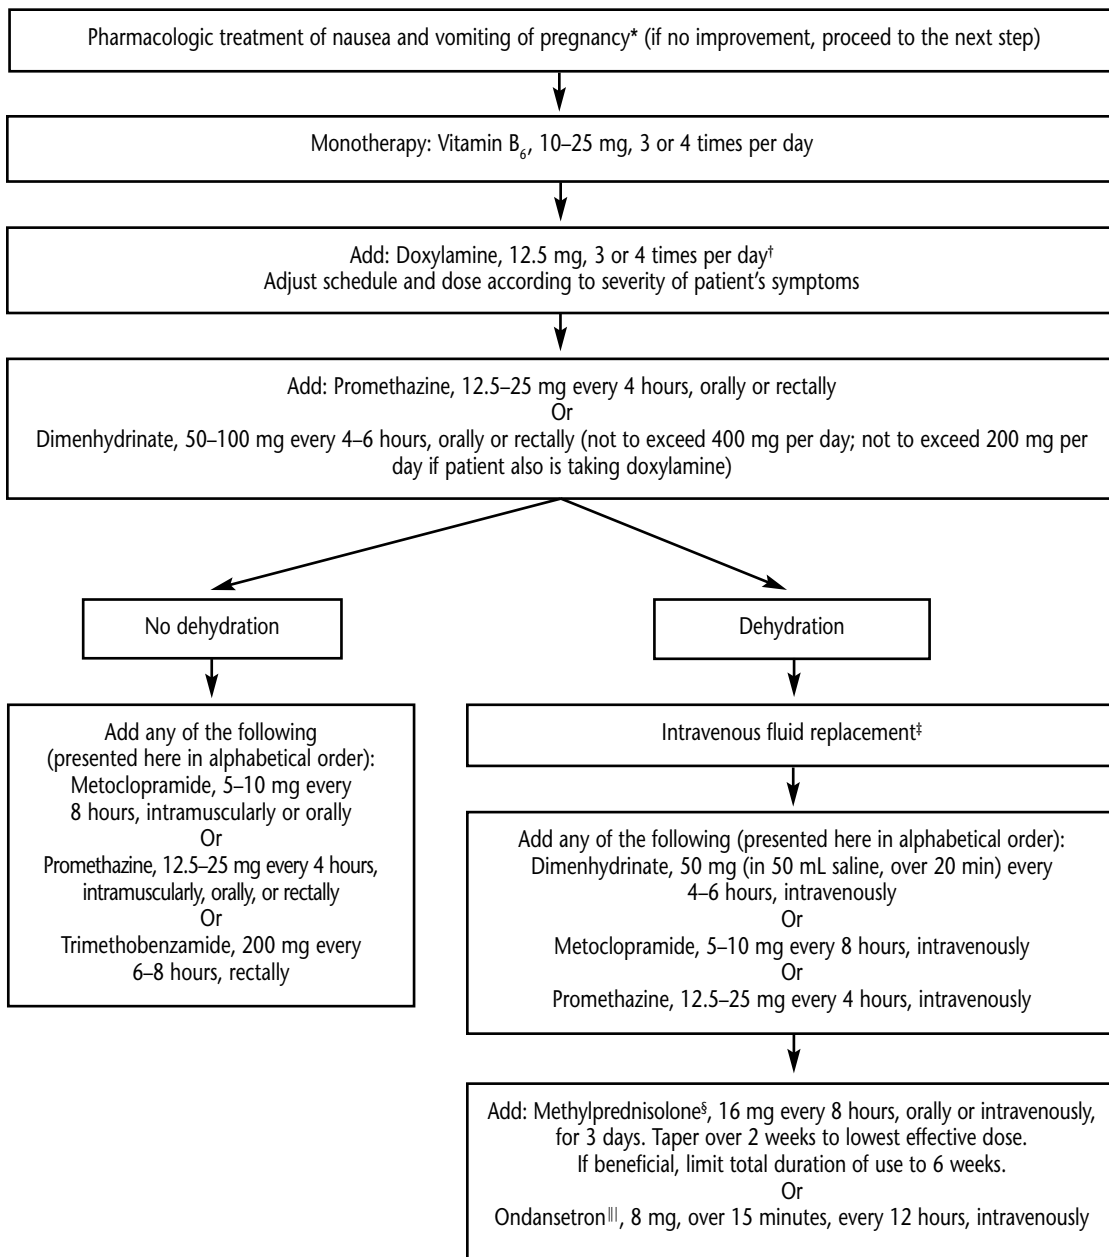 Pharmacologic treatment of nausea and vomiting of pregnancy* (if no improvement, proceed to the next step)
Monotherapy: Vitamin B₆, 10–25 mg, 3 or 4 times per day
Add: Doxylamine, 12.5 mg, 3 or 4 times per day†
Adjust schedule and dose according to severity of patient’s symptoms
Add: Promethazine, 12.5–25 mg every 4 hours, orally or rectally
Or
Dimenhydrinate, 50–100 mg every 4–6 hours, orally or rectally (not to exceed 400 mg per day; not to exceed 200 mg per
day if patient also is taking doxylamine)
No dehydration
Add any of the following
(presented here in alphabetical order):
Metoclopramide, 5–10 mg every
8 hours, intramuscularly or orally
Or
Promethazine, 12.5–25 mg every 4 hours,
intramuscularly, orally, or rectally
Or
Trimethobenzamide, 200 mg every
6–8 hours, rectally
Dehydration
Intravenous fluid replacement‡
Add any of the following (presented here in alphabetical order):
Dimenhydrinate, 50 mg (in 50 mL saline, over 20 min) every
4–6 hours, intravenously
Or
Metoclopramide, 5–10 mg every 8 hours, intravenously
Or
Promethazine, 12.5–25 mg every 4 hours, intravenously
Add: Methylprednisolone§, 16 mg every 8 hours, orally or intravenously,
for 3 days. Taper over 2 weeks to lowest effective dose.
If beneficial, limit total duration of use to 6 weeks.
Or
Ondansetron‖|, 8 mg, over 15 minutes, every 12 hours, intravenously